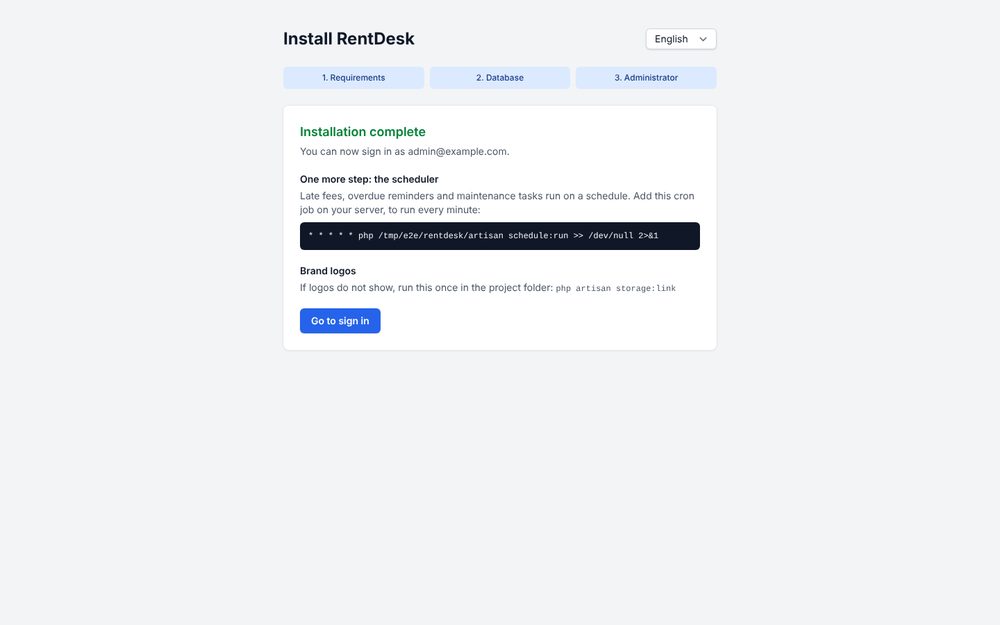 Install RentDesk
English
1. Requirements
2. Database
3. Administrator
Installation complete
You can now sign in as admin@example.com.
One more step: the scheduler
Late fees, overdue reminders and maintenance tasks run on a schedule. Add this cron
job on your server, to run every minute:
* * * * * php /tmp/e2e/rentdesk/artisan schedule:run >> /dev/null 2>&1
Brand logos
If logos do not show, run this once in the project folder: php artisan storage:link
Go to sign in